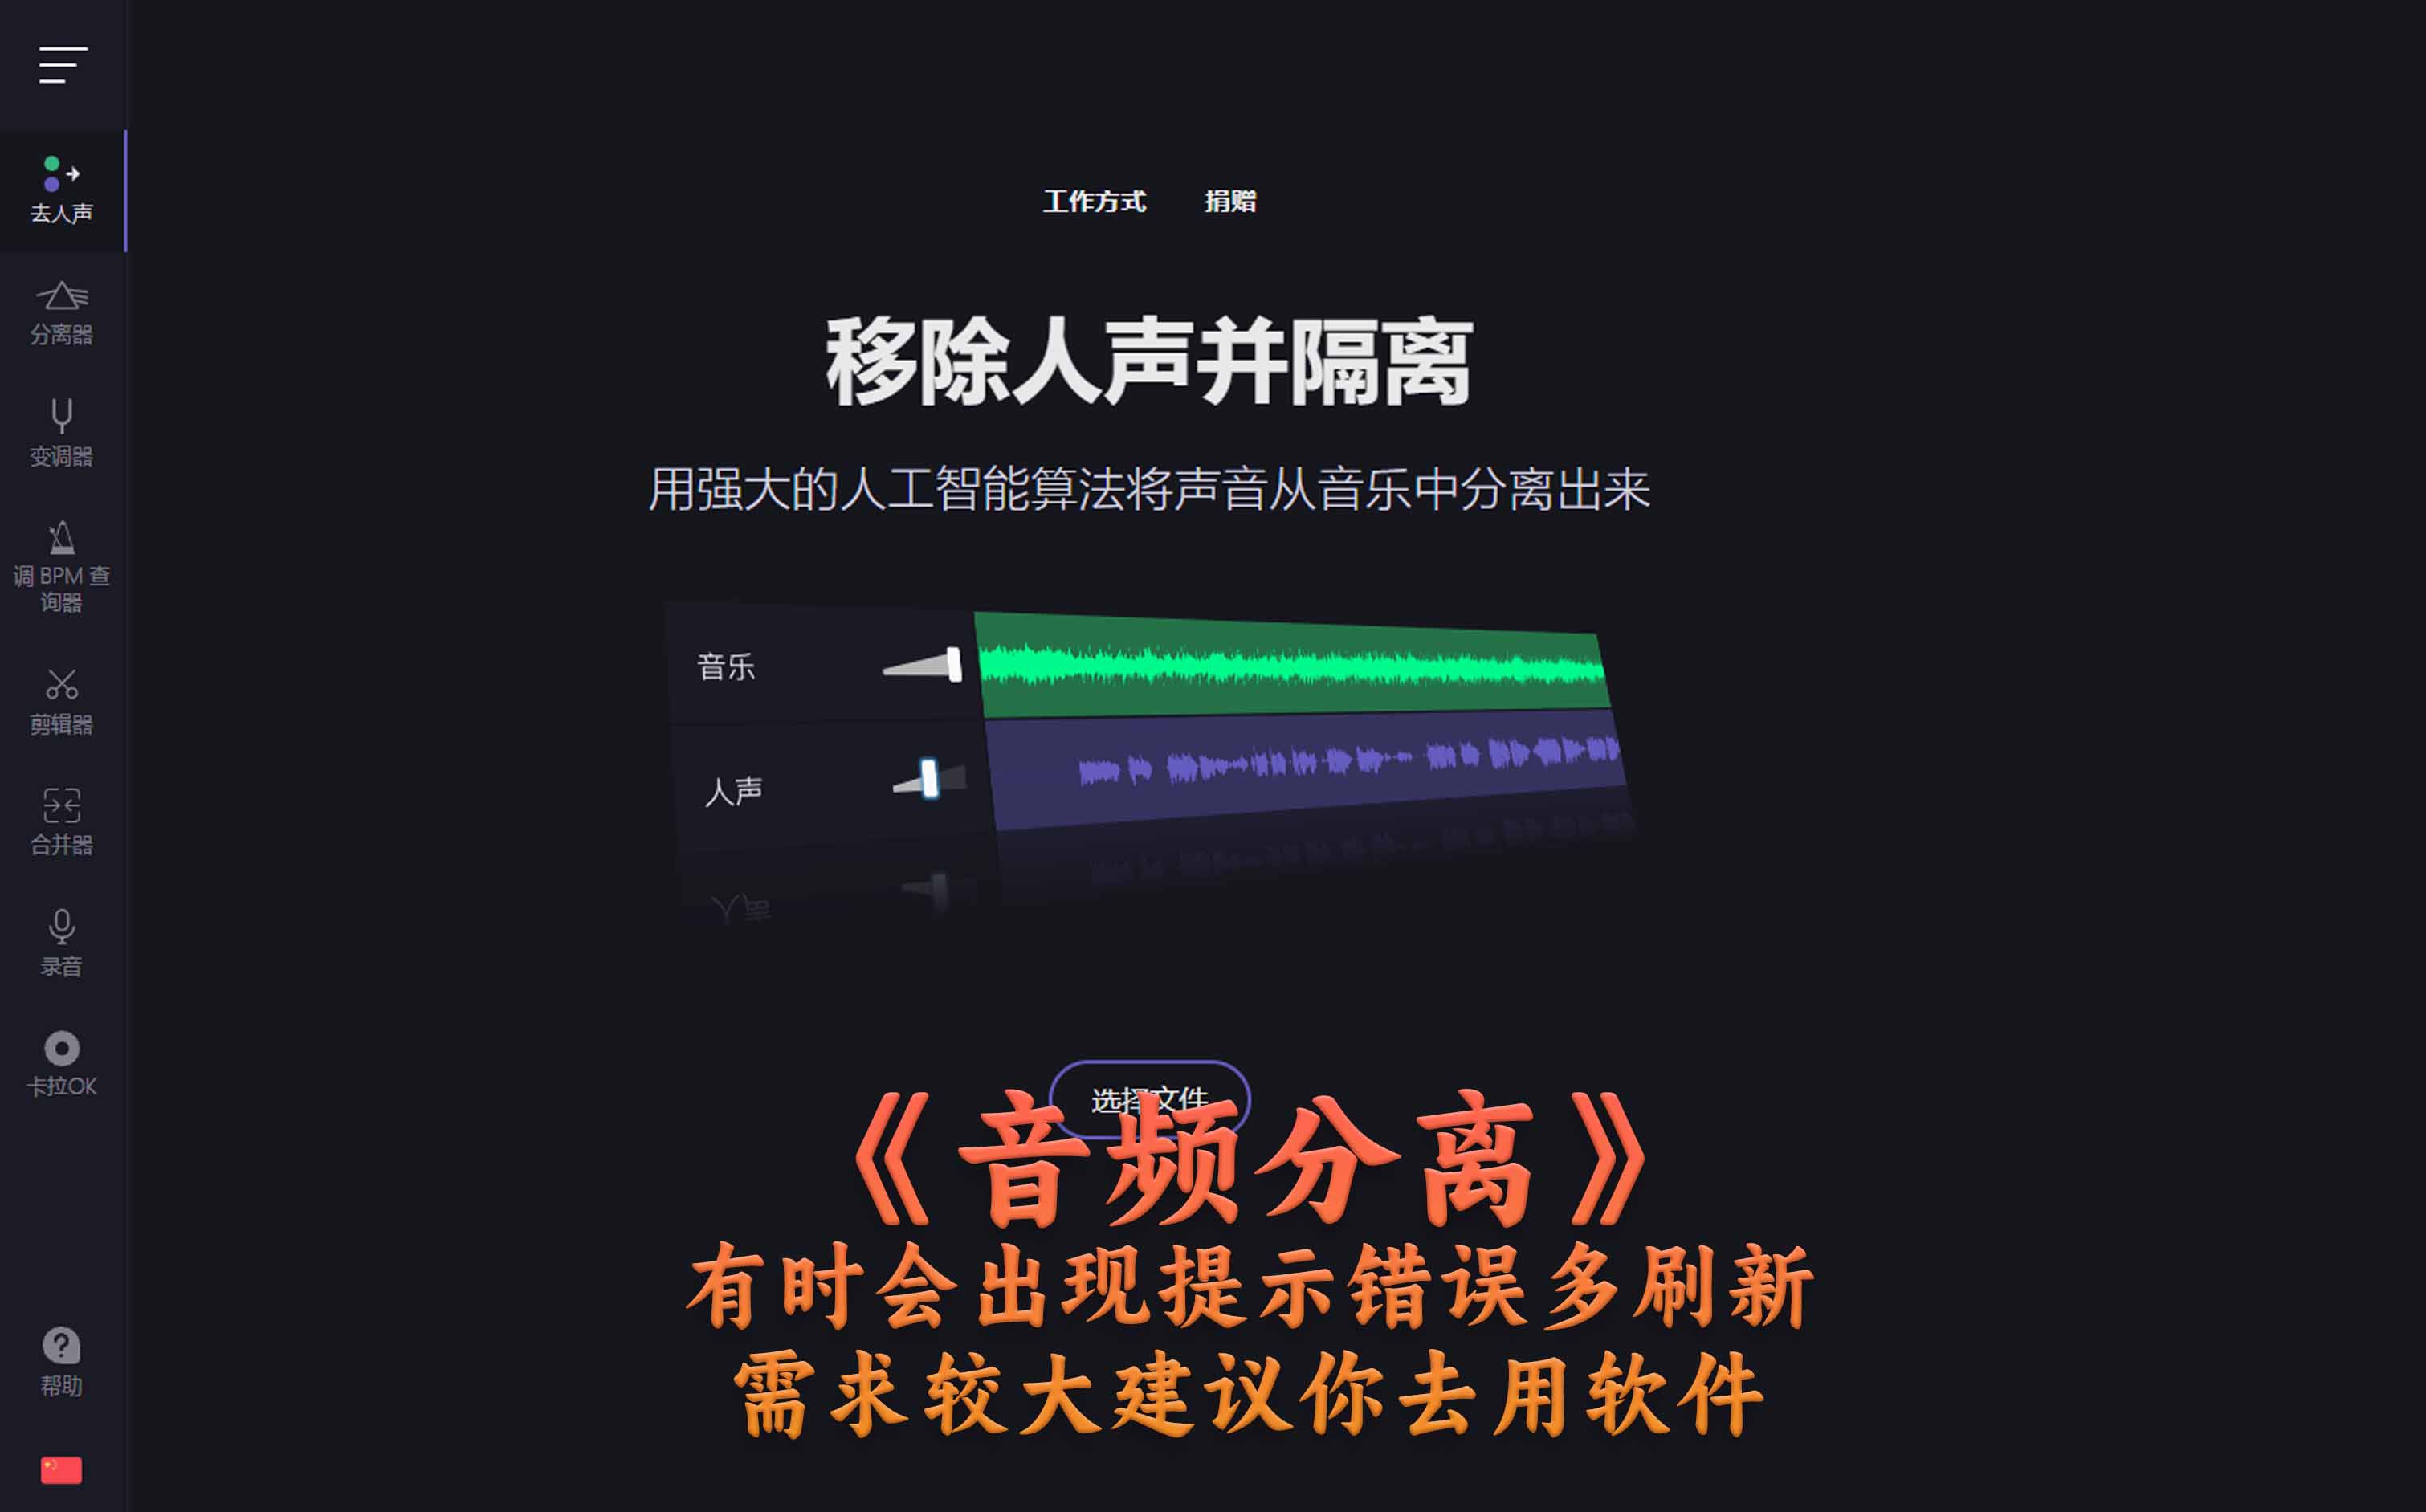 去人声
分离器
变调器
调 BPM 查
询器
剪辑器
合并器
录音
卡拉OK
帮助
工作方式 捐赠
移除人声并隔离
用强大的人工智能算法将声音从音乐中分离出来
音乐
人声
人声
选择文件
《音频分离》
有时会出现提示错误多刷新
需求较大建议你去用软件